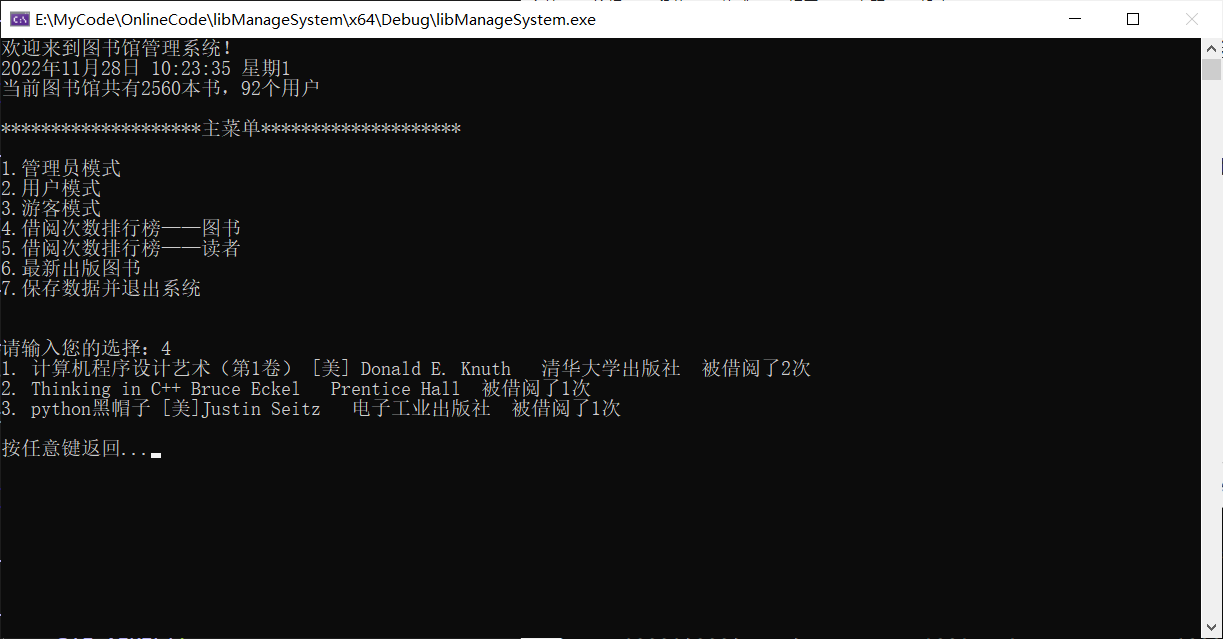 E:\MyCode\OnlineCode\libManageSystem\x64\Debug\libManageSystem.exe
欢迎来到图书馆管理系统!
2022年11月28日 10:23:35 星期1
当前图书馆共有2560本书，92个用户
********************主菜单********************
1.管理员模式
2.用户模式
3.游客模式
4.借阅次数排行榜——图书
5.借阅次数排行榜——读者
6.最新出版图书
7.保存数据并退出系统
请输入您的选择：4
1. 计算机程序设计艺术（第1卷） [美] Donald E. Knuth 清华大学出版社 被借阅了2次
2. Thinking in C++ Bruce Eckel Prentice Hall 被借阅了1次
3. python黑帽子 [美]Justin Seitz 电子工业出版社 被借阅了1次
按任意键返回...